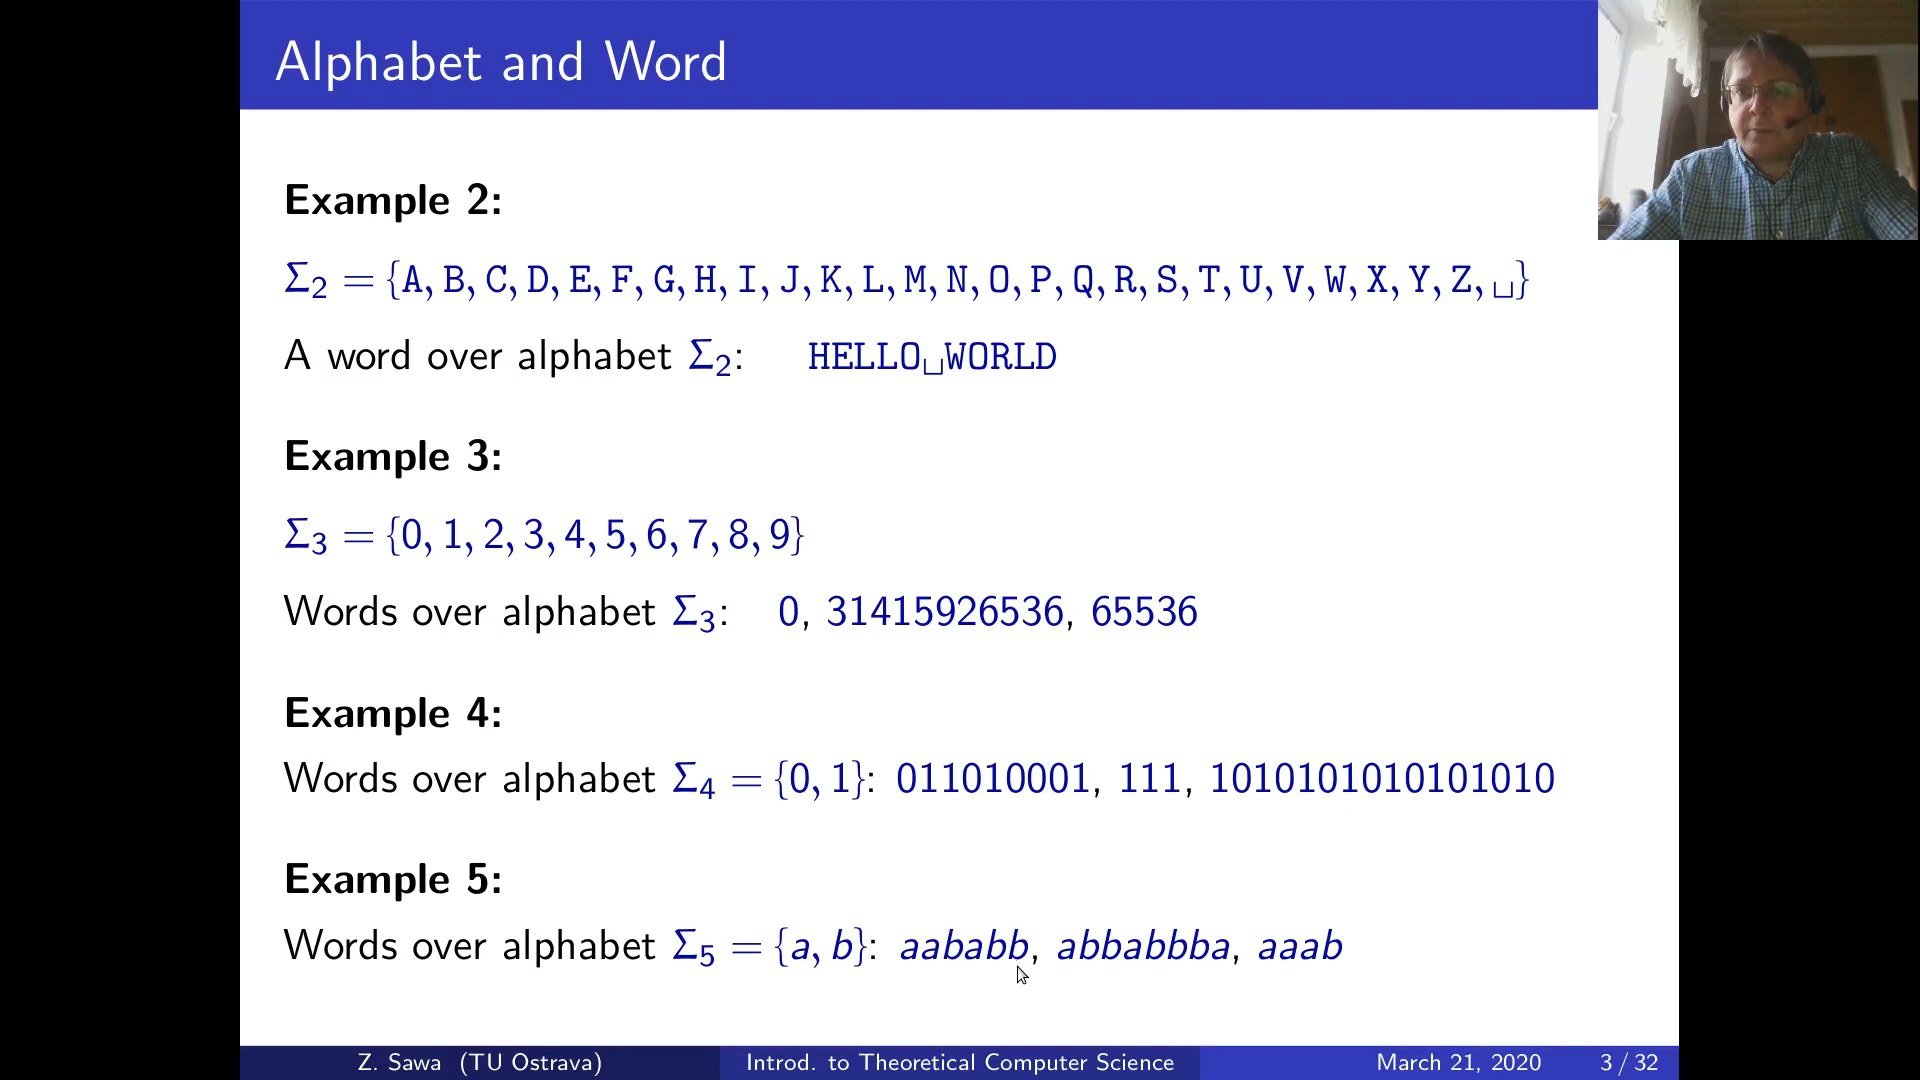 Alphabet and Word
Example 2:
Σ₂ = {A, B, C, D, E, F, G, H, I, J, K, L, M, N, O, P, Q, R, S, T, U, V, W, X, Y, Z, ␣}
A word over alphabet Σ₂: HELLO␣WORLD
Example 3:
Σ₃ = {0, 1, 2, 3, 4, 5, 6, 7, 8, 9}
Words over alphabet Σ₃: 0, 31415926536, 65536
Example 4:
Words over alphabet Σ₄ = {0, 1}: 011010001, 111, 1010101010101010
Example 5:
Words over alphabet Σ₅ = {a, b}: aababb, abbabbba, aaab
Z. Sawa (TU Ostrava) Introd. to Theoretical Computer Science March 21, 2020 3 / 32